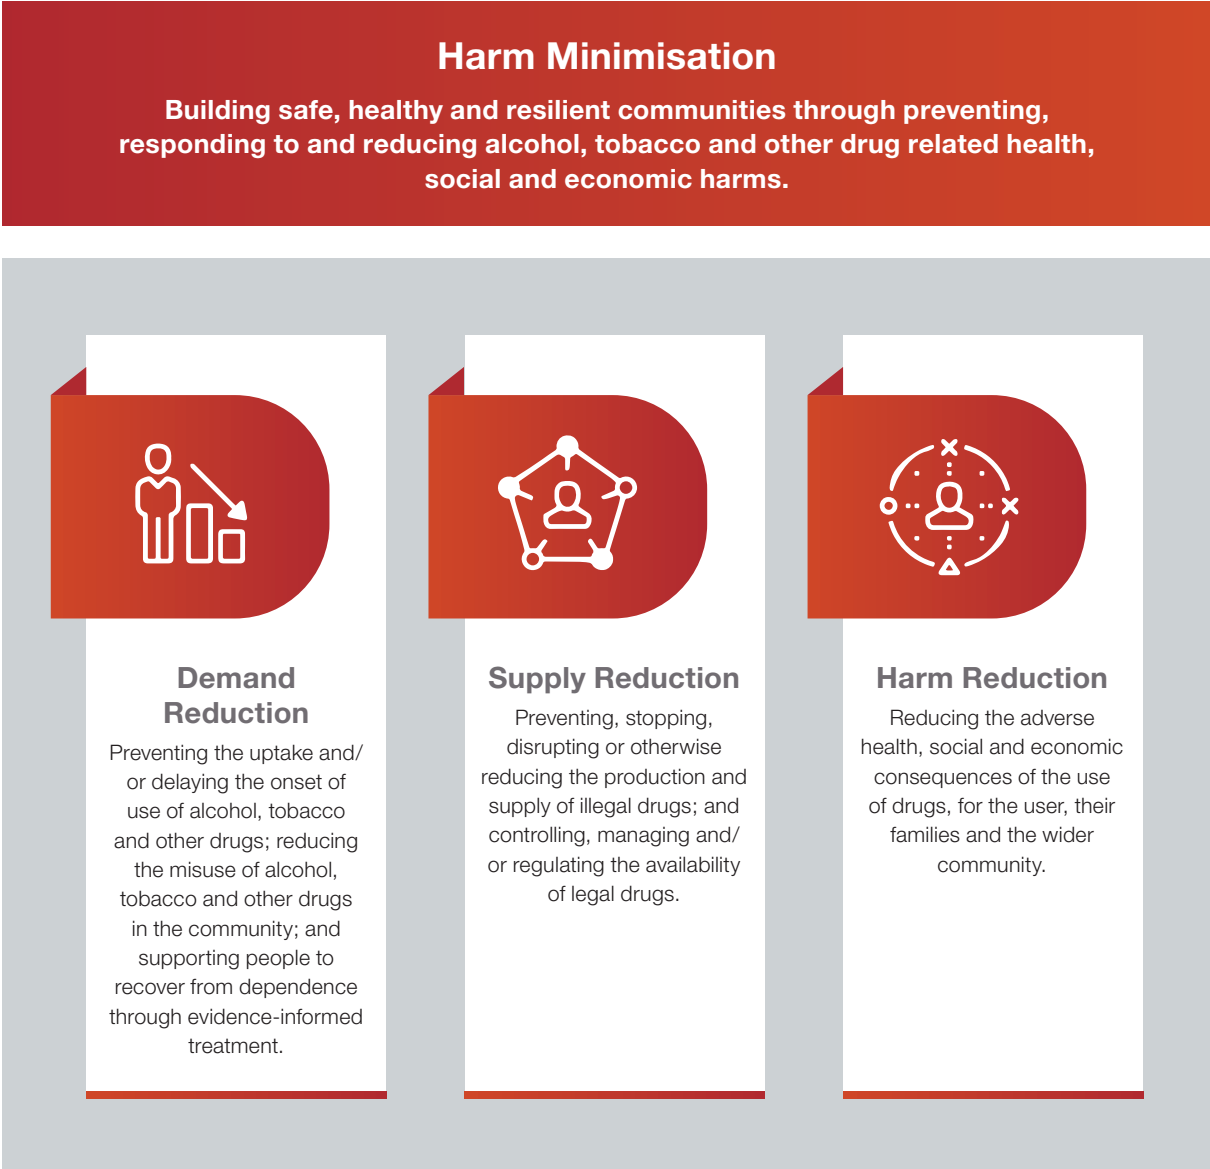 Harm Minimisation
Building safe, healthy and resilient communities through preventing,
responding to and reducing alcohol, tobacco and other drug related health,
social and economic harms.
Demand
Reduction
Preventing the uptake and/
or delaying the onset of
use of alcohol, tobacco
and other drugs; reducing
the misuse of alcohol,
tobacco and other drugs
in the community; and
supporting people to
recover from dependence
through evidence-informed
treatment.
Supply Reduction
Preventing, stopping,
disrupting or otherwise
reducing the production and
supply of illegal drugs; and
controlling, managing and/
or regulating the availability
of legal drugs.
Harm Reduction
Reducing the adverse
health, social and economic
consequences of the use
of drugs, for the user, their
families and the wider
community.